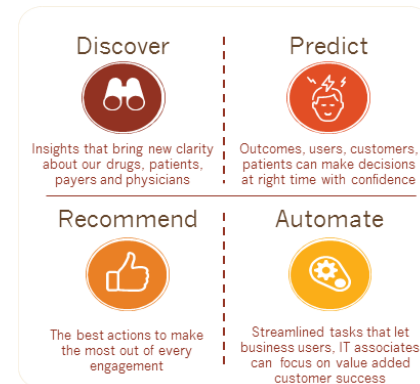 Discover
Insights that bring new clarity
about our drugs, patients,
payers and physicians
Predict
Outcomes, users, customers,
patients can make decisions
at right time with confidence
Recommend
The best actions to make
the most out of every
engagement
Automate
Streamlined tasks that let
business users, IT associates
can focus on value added
customer success